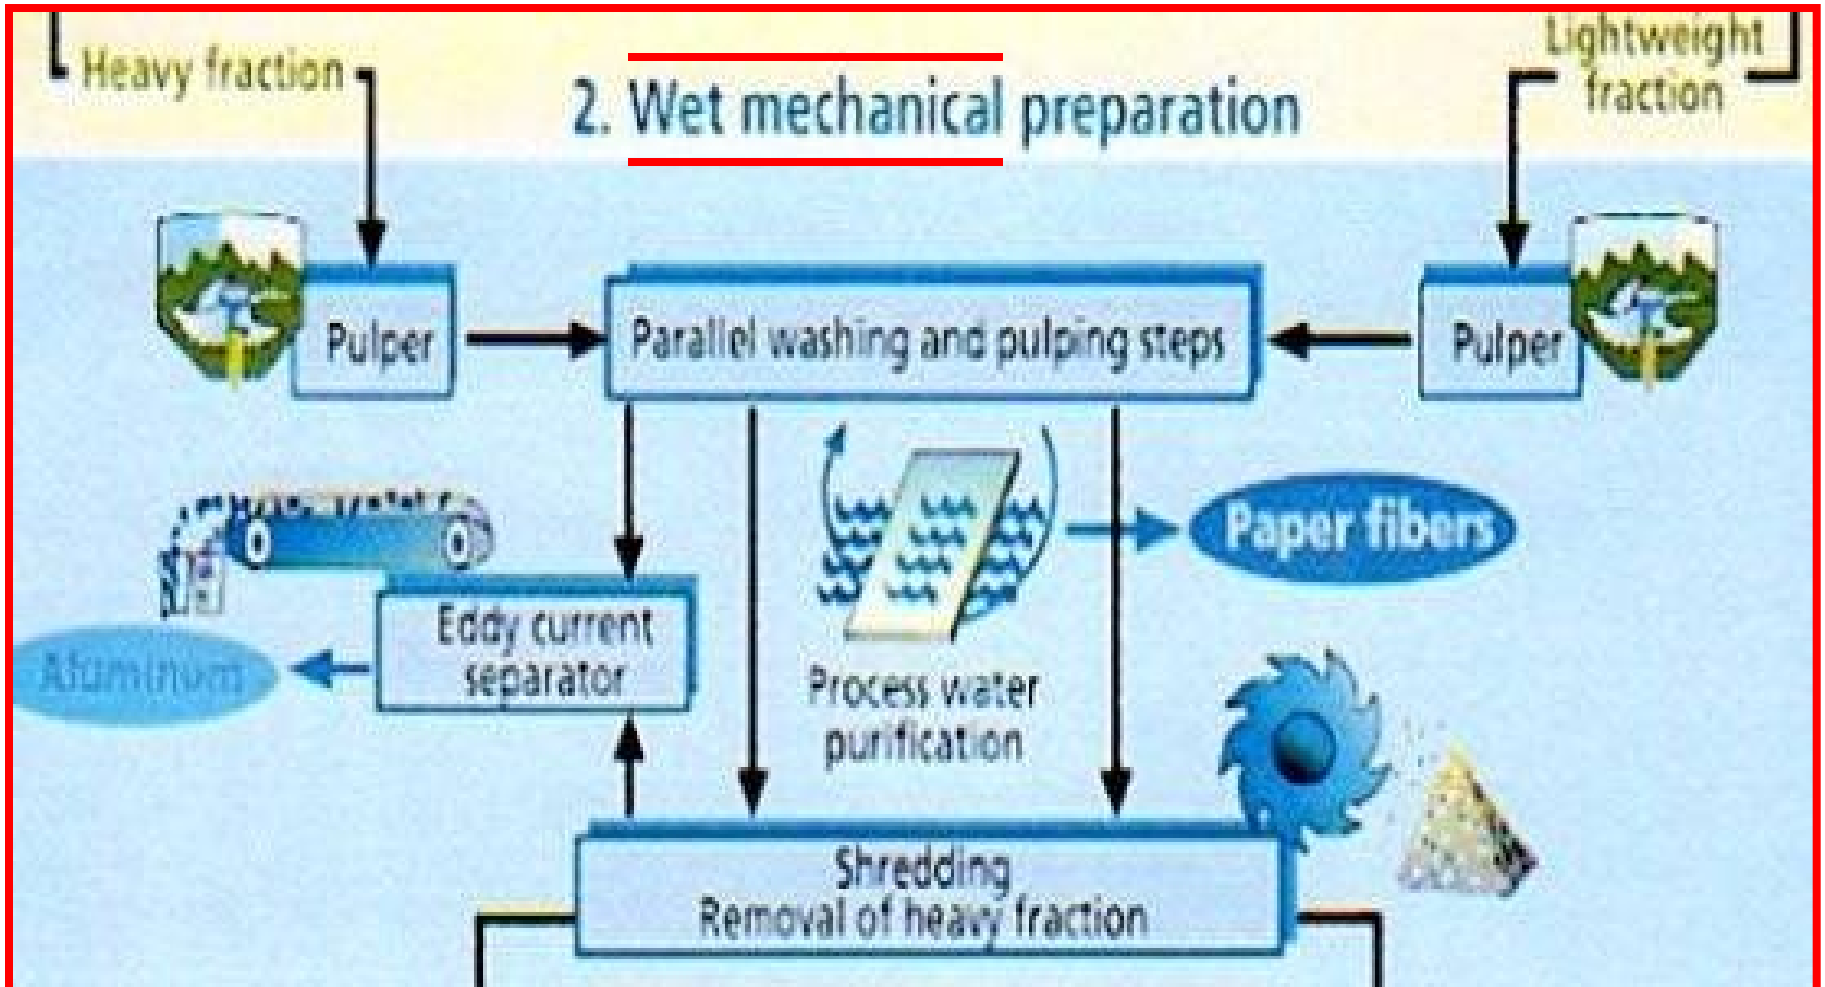 Heavy fraction
Lightweight
fraction
2. Wet mechanical preparation
Pulper
Parallel washing and pulping steps
Pulper
Paper fibers
Eddy current
separator
Aluminum
Process water
purification
Shredding
Removal of heavy fraction